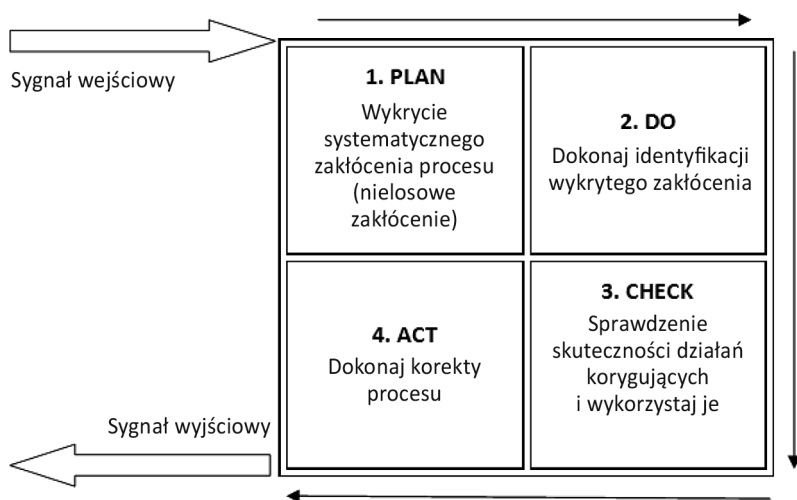 Sygnał wejściowy
1. PLAN
Wykrycie
systematycznego
zakłócenia procesu
(nielosowe
zakłócenie)
2. DO
Dokonaj identyfikacji
wykrytego zakłócenia
3. CHECK
Sprawdzenie
skuteczności działań
korygujących
i wykorzystaj je
4. ACT
Dokonaj korekty
procesu
Sygnał wyjściowy